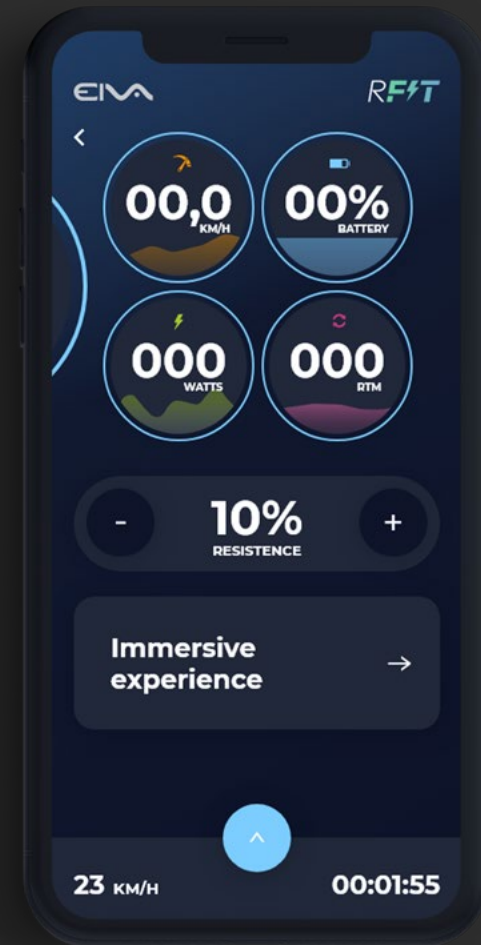 EIVA
RFIT
00,0
KM/H
00%
BATTERY
000
WATTS
000
RTM
-
10%
+
RESISTENCE
Immersive
experience
23 KM/H
00:01:55